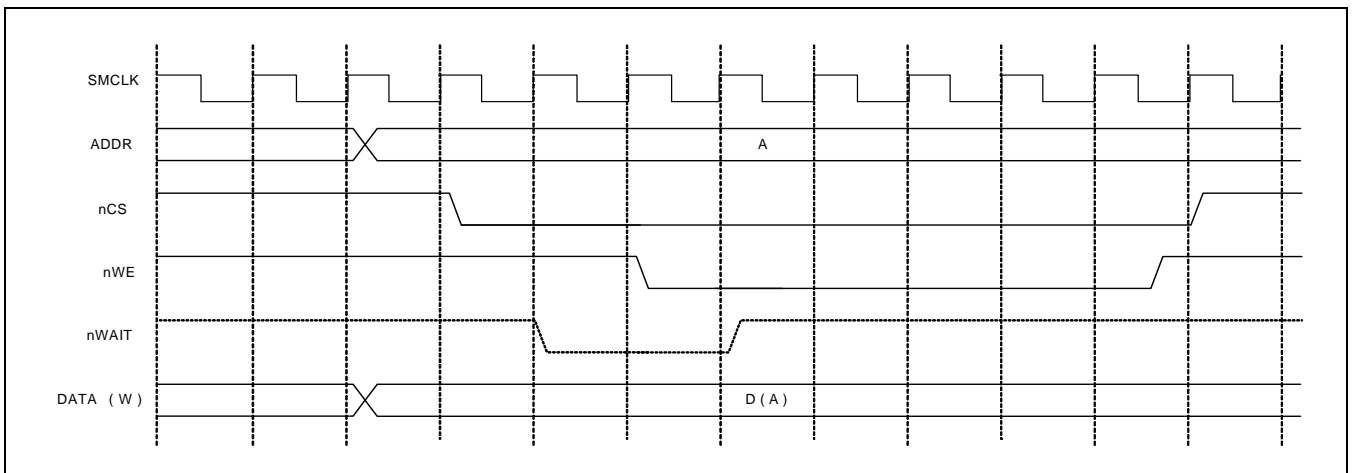 SMCLK
ADDR
A
nCS
nWE
nWAIT
DATA (W)
D(A)